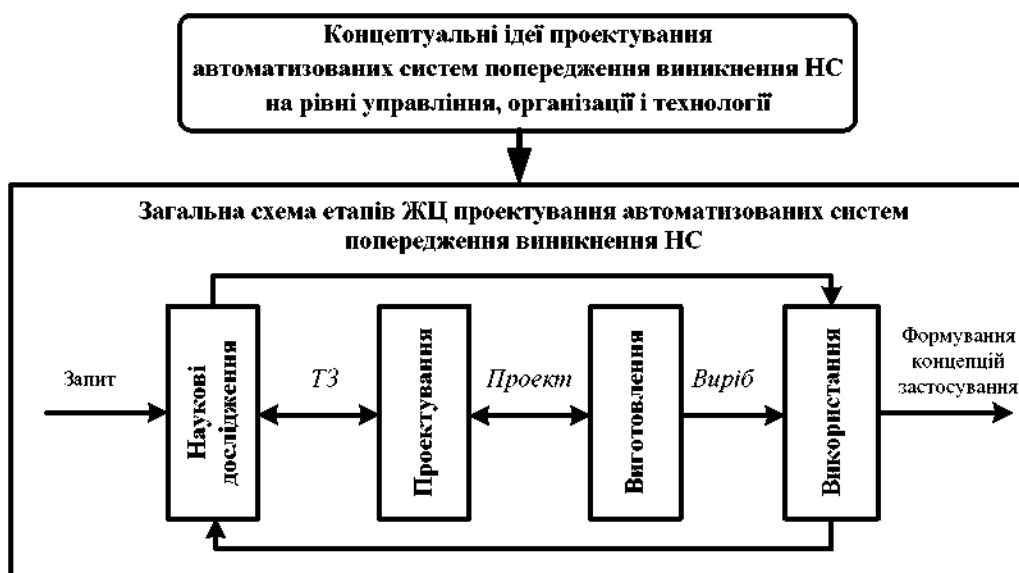 Концептуальні ідеї проектування
автоматизованих систем попередження виникнення НС
на рівні управління, організації і технології
Загальна схема етапів ЖЦ проектування автоматизованих систем
попередження виникнення НС
Запит
Наукові
дослідження
ТЗ
Проектування
Проект
Виготовлення
Виріб
Використання
Формування
концепцій
застосування